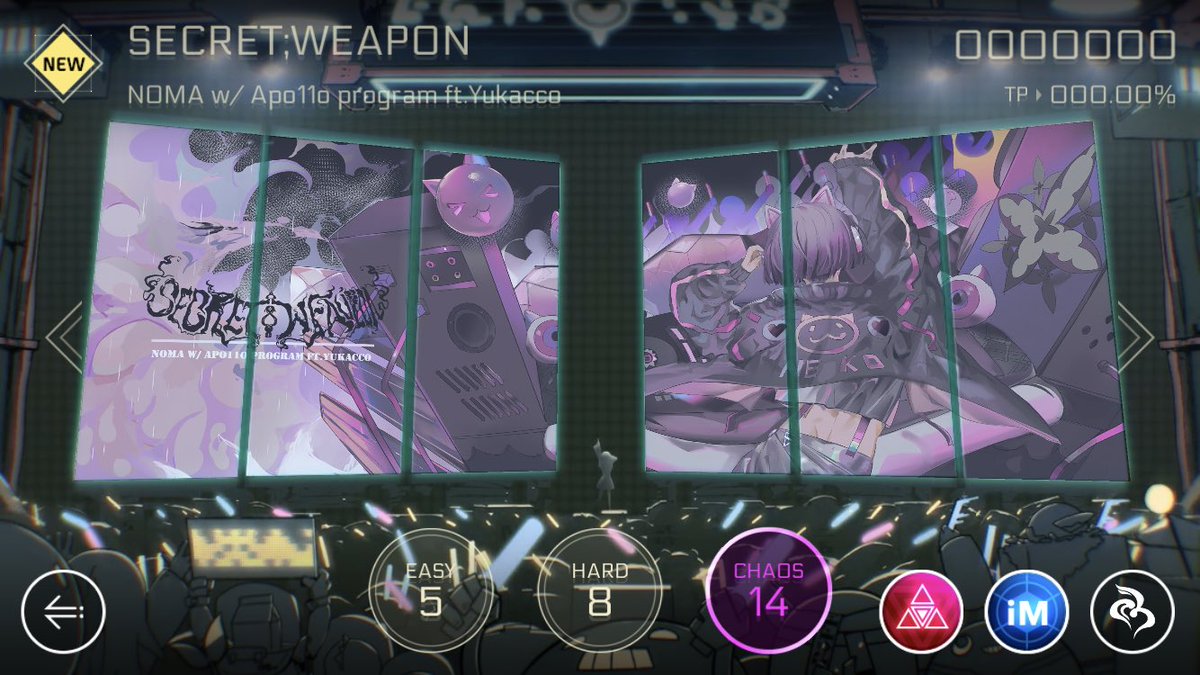 NEW
SECRET;WEAPON
NOMA w/ Apo11o program ft.Yukacco
0000000
TP 000.00%
SECRET;WEAPON
NOMA W/ APO11O PROGRAM FT.YUKACCO
NEKO
EASY
5
HARD
8
CHAOS
14
iM